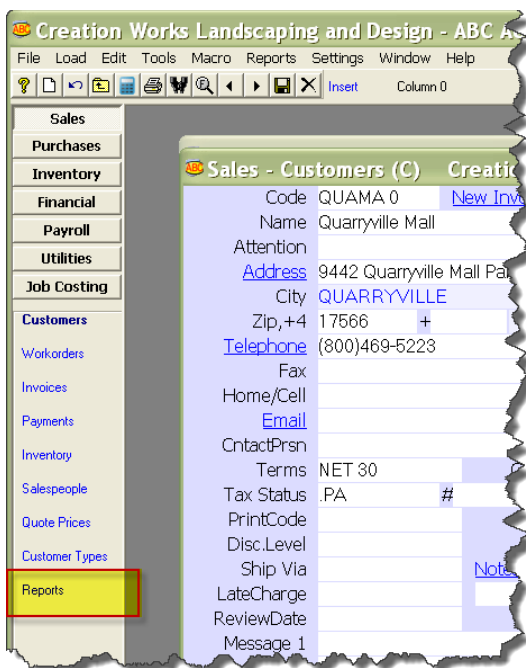 Creation Works Landscaping and Design - ABC
File Load Edit Tools Macro Reports Settings Window Help
Insert Column 0
Sales
Purchases
Inventory
Financial
Payroll
Utilities
Job Costing
Customers
Workorders
Invoices
Payments
Inventory
Salespeople
Quote Prices
Customer Types
Reports
ABC Sales - Customers (C)
Code QUAMA 0 New
Name Quarryville Mall
Attention
Address 9442 Quarryville Mall
City QUARRYVILLE
Zip,+4 17566 +
Telephone (800)469-5223
Fax
Home/Cell
Email
CntactPrsn
Terms NET 30
Tax Status .PA #
PrintCode
Disc.Level
Ship Via
LateCharge
ReviewDate
Message 1